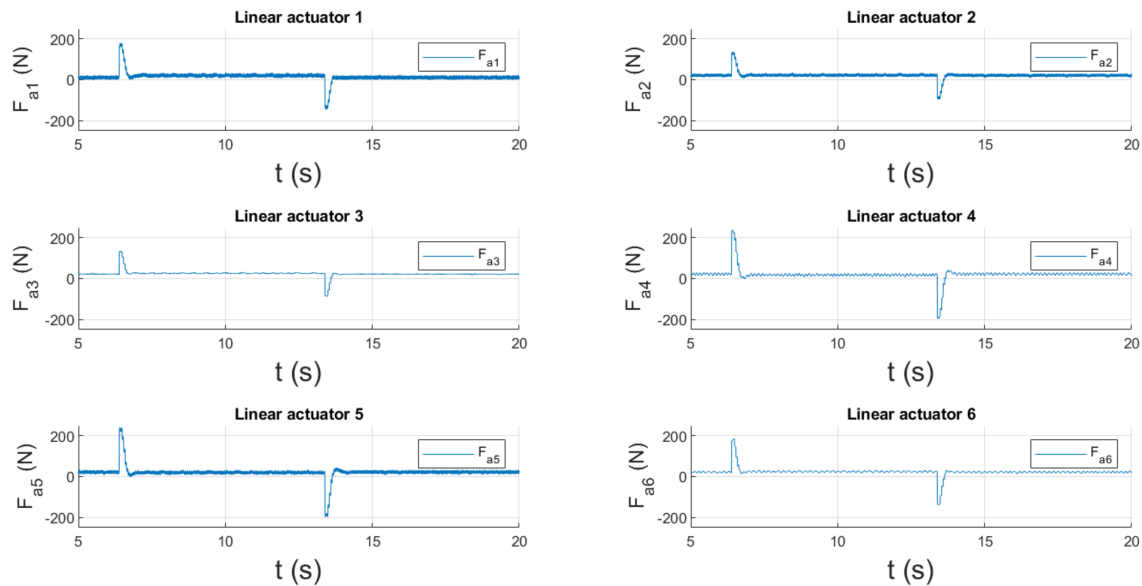 Linear actuator 1
200
0
-200
F_a1 (N)
F_a1
5 10 15 20
t (s)
Linear actuator 2
200
0
-200
F_a2 (N)
F_a2
5 10 15 20
t (s)
Linear actuator 3
200
0
-200
F_a3 (N)
F_a3
5 10 15 20
t (s)
Linear actuator 4
200
0
-200
F_a4 (N)
F_a4
5 10 15 20
t (s)
Linear actuator 5
200
0
-200
F_a5 (N)
F_a5
5 10 15 20
t (s)
Linear actuator 6
200
0
-200
F_a6 (N)
F_a6
5 10 15 20
t (s)